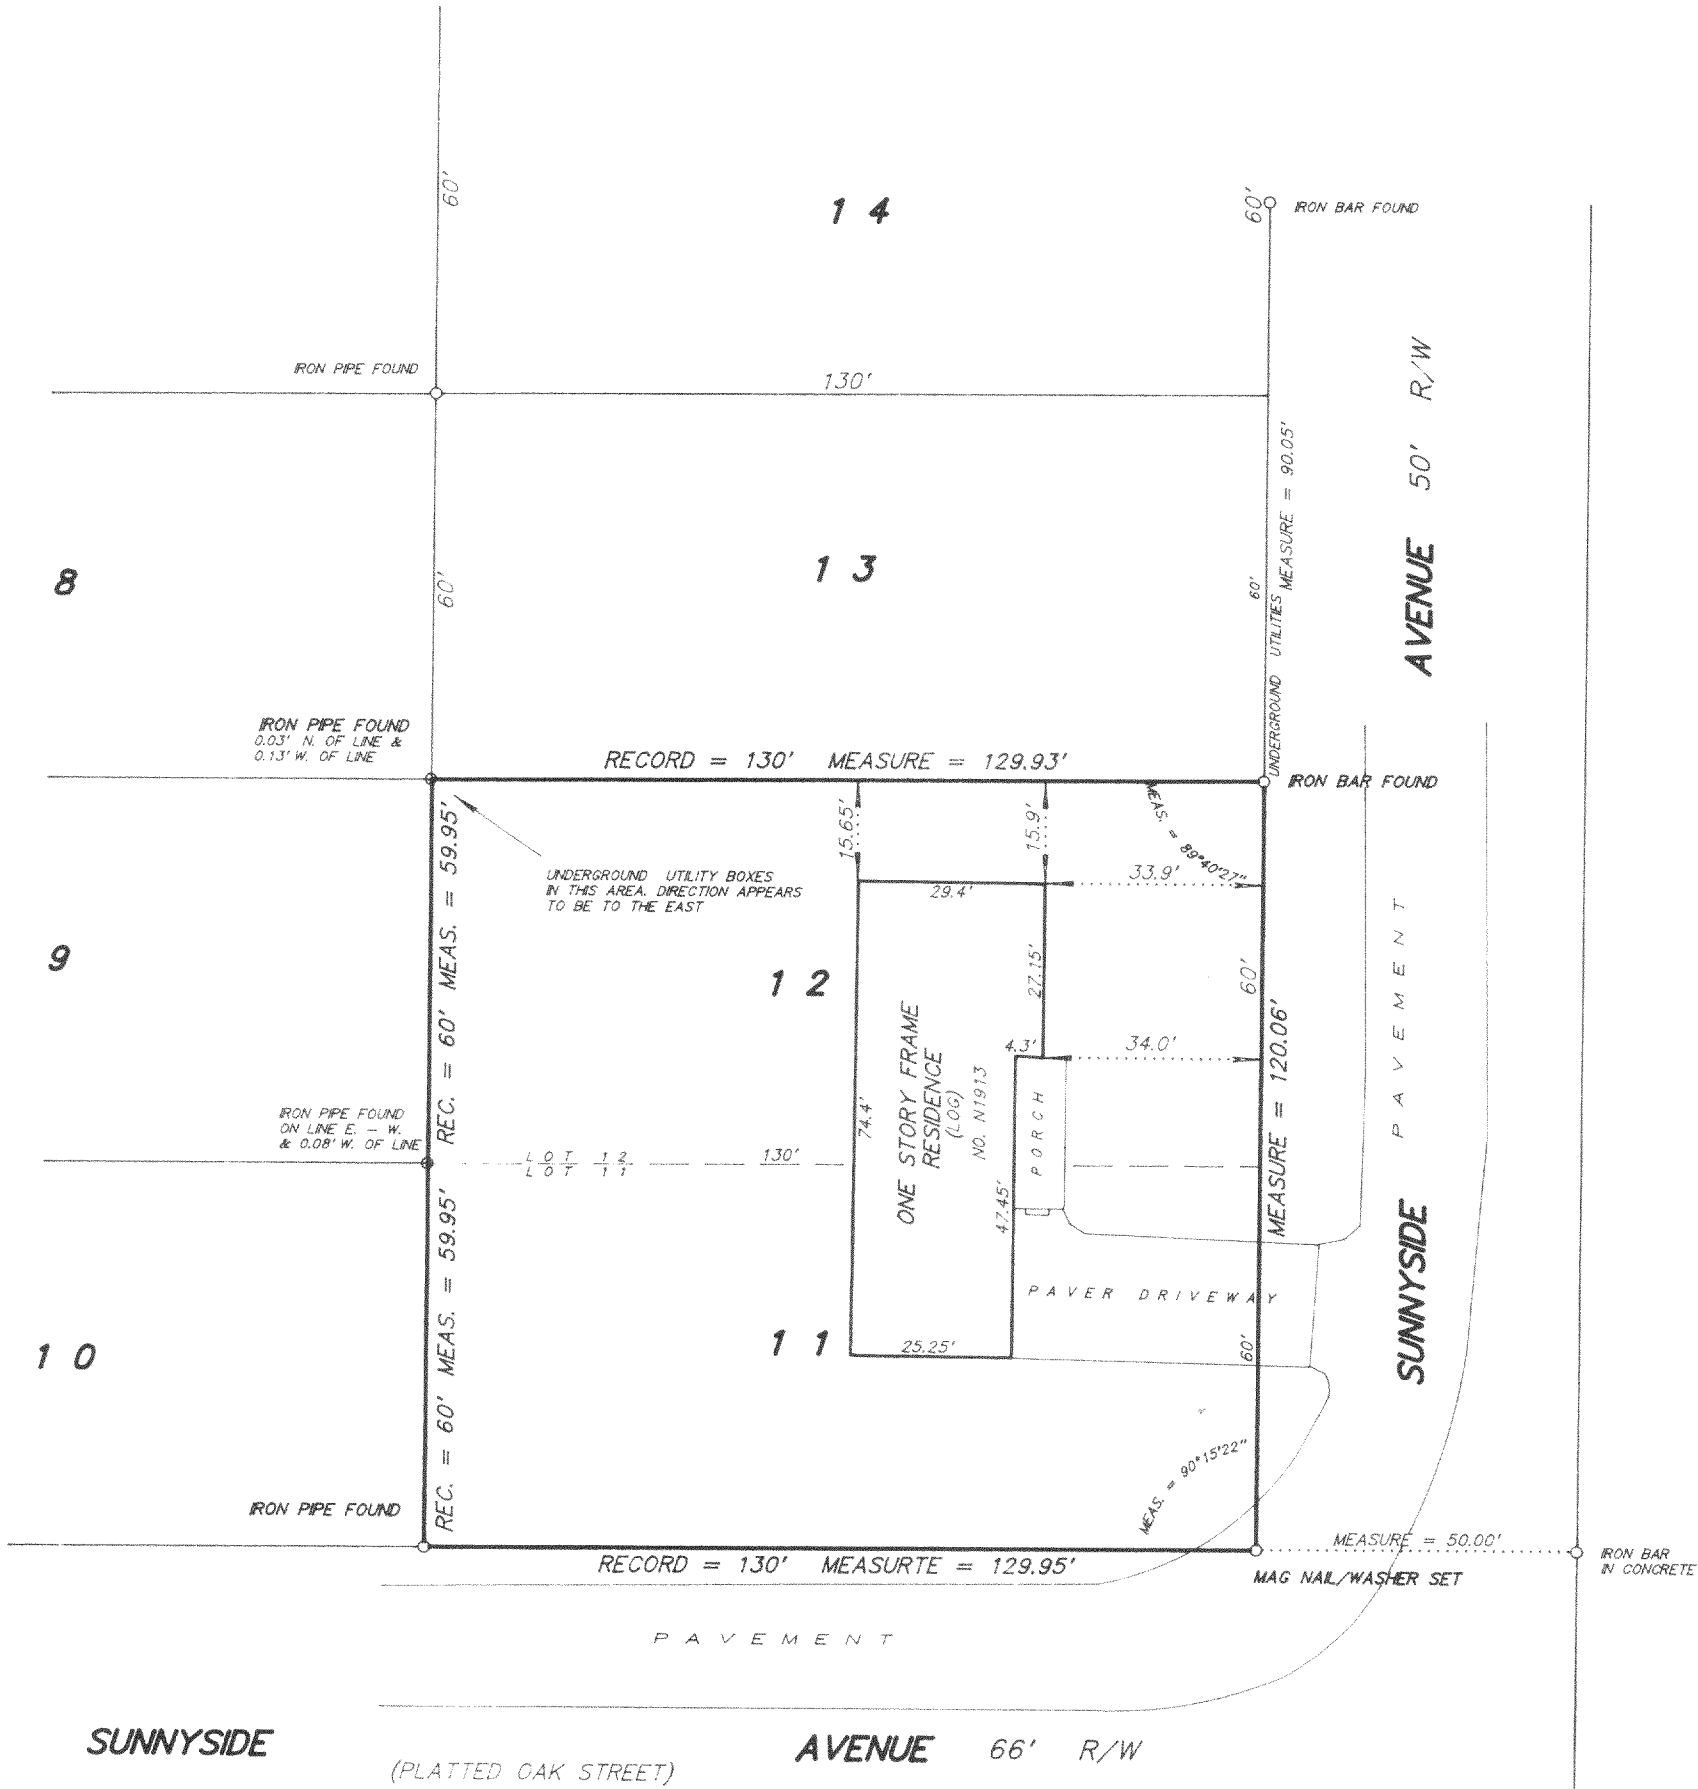 60'
1 4
60'
IRON BAR FOUND
IRON PIPE FOUND
130'
AVENUE 50' R/W
MEASURE = 90.05'
8
60'
1 3
60'
UNDERGROUND UTILITIES
IRON PIPE FOUND
0.03' N. OF LINE &
0.13' W. OF LINE
RECORD = 130' MEASURE = 129.93'
IRON BAR FOUND
REC. = 60' MEAS. = 59.95'
UNDERGROUND UTILITY BOXES
IN THIS AREA. DIRECTION APPEARS
TO BE TO THE EAST
15.65'
15.9'
MEAS. = 89°40'27"
29.4'
33.9'
9
1 2
27.15'
60'
PAVEMENT
ONE STORY FRAME
RESIDENCE
(LOG)
NO. N1913
4.3'
34.0'
MEASURE = 120.06'
74.4'
PORCH
IRON PIPE FOUND
ON LINE E. - W.
& 0.08' W. OF LINE
LOT 12
LOT 11
130'
47.45'
SUNNYSIDE
REC. = 60' MEAS. = 59.95'
PAVER DRIVEWAY
1 0
1 1
25.25'
60'
MEAS. = 90°15'22"
IRON PIPE FOUND
RECORD = 130' MEASURTE = 129.95'
MEASURE = 50.00'
MAG NAIL/WASHER SET
IRON BAR
IN CONCRETE
PAVEMENT
SUNNYSIDE AVENUE 66' R/W
(PLATTED OAK STREET)